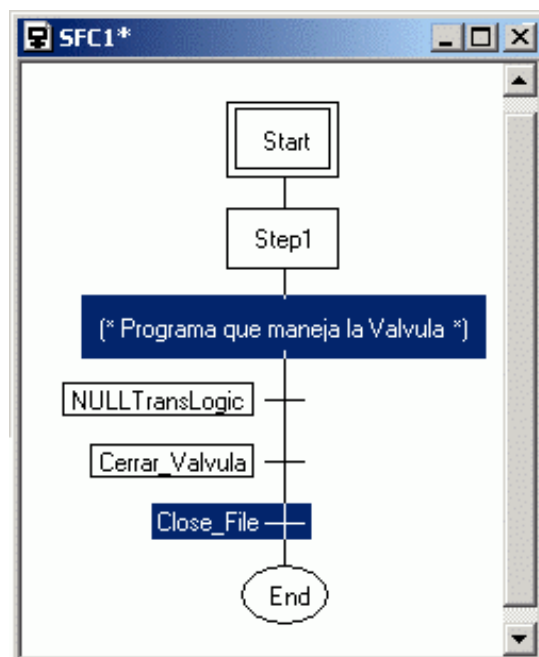 SFC1*
Start
Step1
(* Programa que maneja la Valvula *)
NULLTransLogic
Cerrar_Valvula
Close_File
End